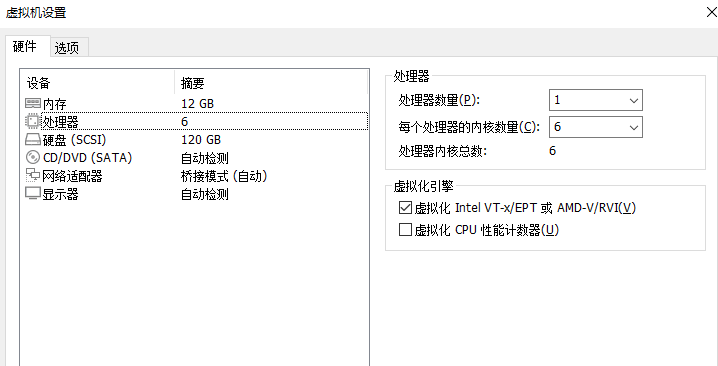 虚拟机设置
硬件 选项
设备 摘要
内存 12 GB
处理器 6
硬盘 (SCSI) 120 GB
CD/DVD (SATA) 自动检测
网络适配器 桥接模式 (自动)
显示器 自动检测
处理器
处理器数量(P): 1
每个处理器的内核数量(C): 6
处理器内核总数: 6
虚拟化引擎
虚拟化 Intel VT-x/EPT 或 AMD-V/RVI(V)
虚拟化 CPU 性能计数器(U)